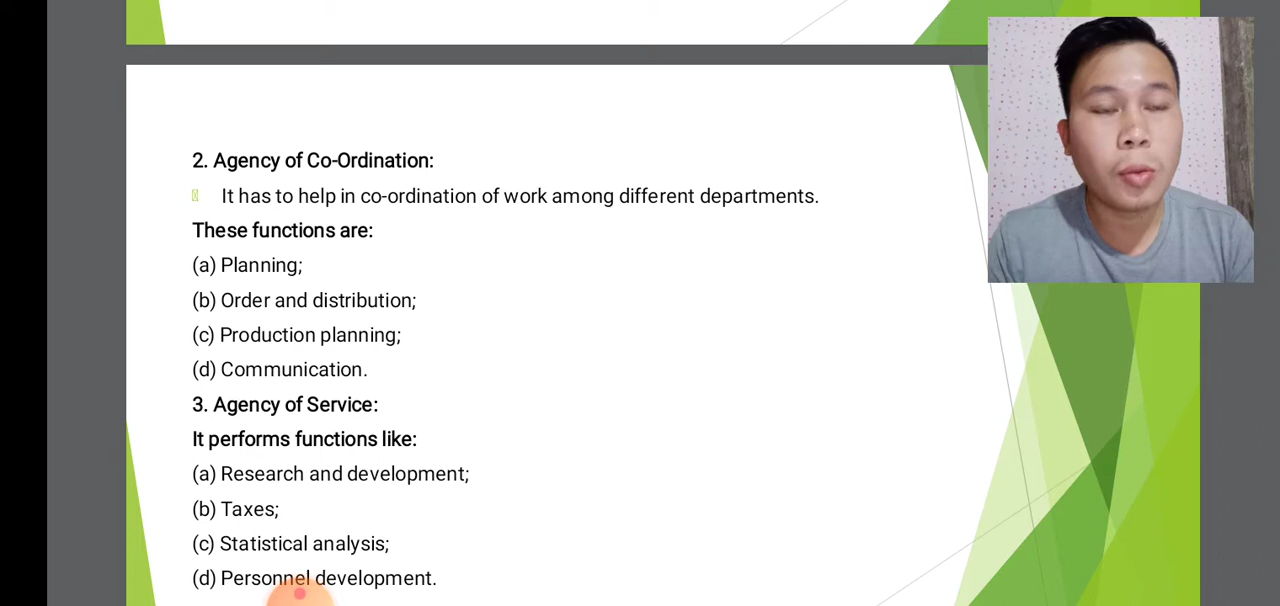 2. Agency of Co-Ordination:
It has to help in co-ordination of work among different departments.
These functions are:
(a) Planning;
(b) Order and distribution;
(c) Production planning;
(d) Communication.
3. Agency of Service:
It performs functions like:
(a) Research and development;
(b) Taxes;
(c) Statistical analysis;
(d) Personnel development.